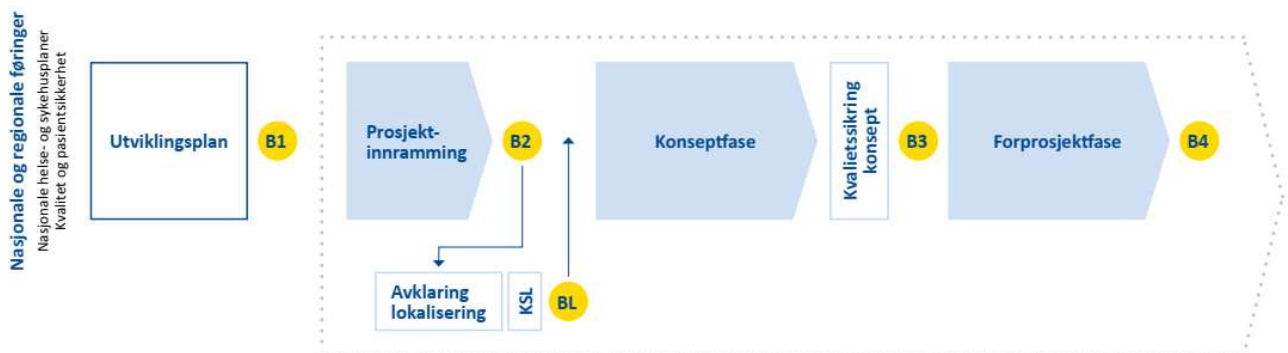 Nasjonale og regionale føringer
Nasjonale helse- og sykehusplaner
Kvalitet og pasientsikkerhet
Utviklingsplan
B1
Prosjekt-
innramming
B2
Avklaring
lokalisering
KSL
BL
Konseptfase
Kvalietssikring
konsept
B3
Forprosjektfase
B4